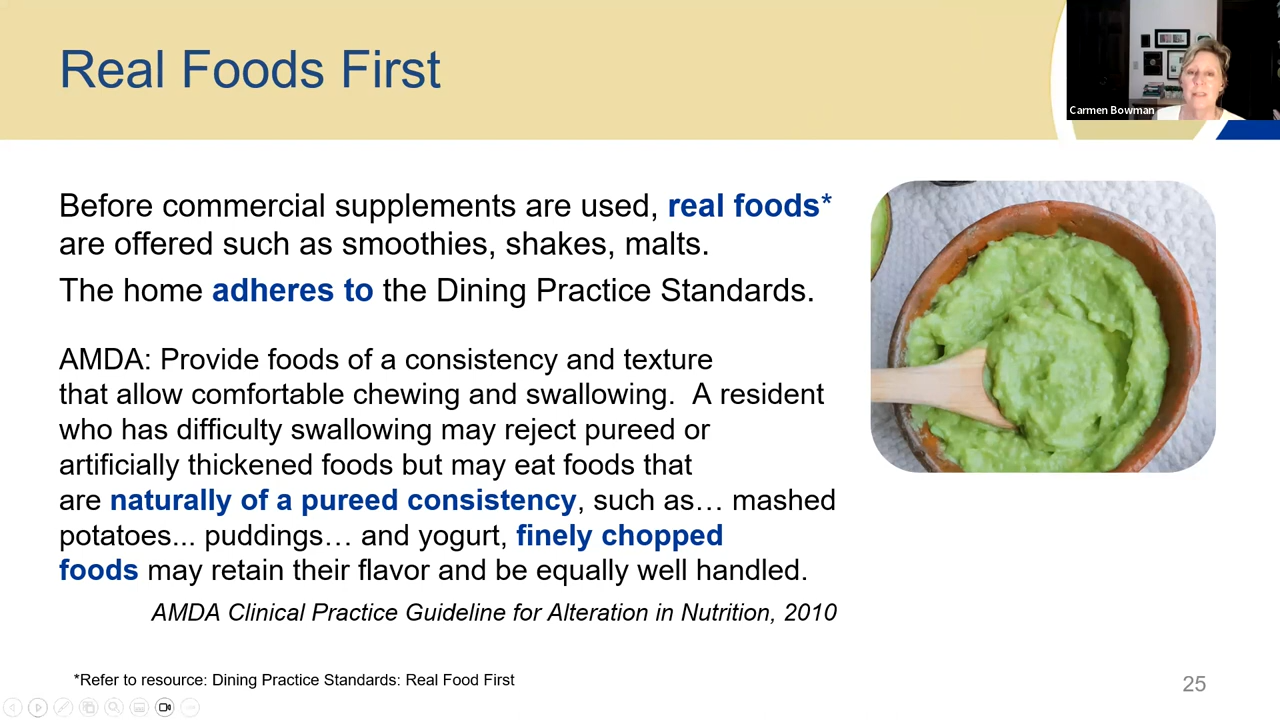 Real Foods First
Carmen Bowman
Before commercial supplements are used, real foods*
are offered such as smoothies, shakes, malts.
The home adheres to the Dining Practice Standards.
AMDA: Provide foods of a consistency and texture
that allow comfortable chewing and swallowing.  A resident
who has difficulty swallowing may reject pureed or
artificially thickened foods but may eat foods that
are naturally of a pureed consistency, such as… mashed
potatoes... puddings… and yogurt, finely chopped
foods may retain their flavor and be equally well handled.
AMDA Clinical Practice Guideline for Alteration in Nutrition, 2010
*Refer to resource: Dining Practice Standards: Real Food First
25